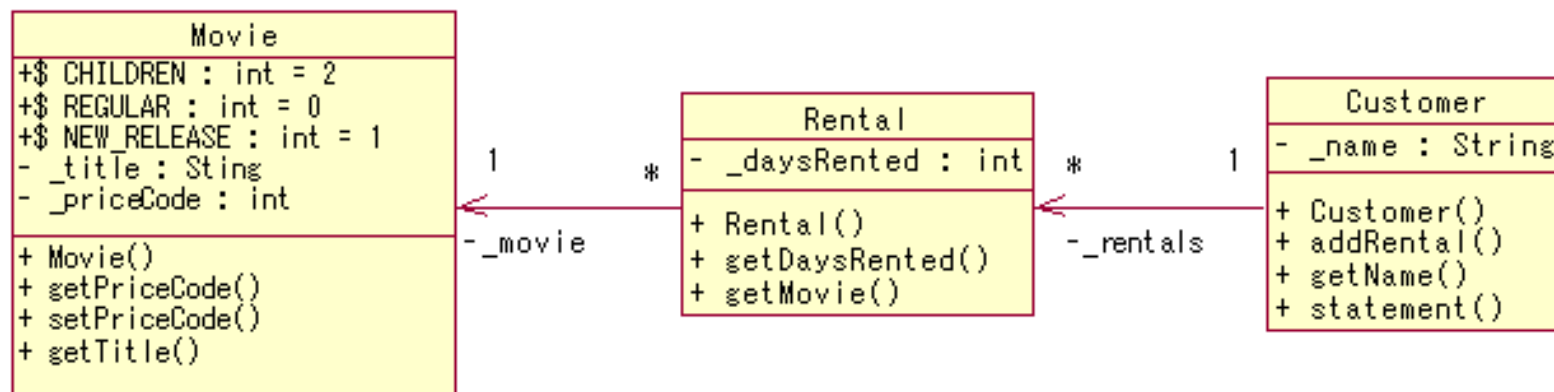 Movie
+$ CHILDREN : int = 2
+$ REGULAR : int = 0
+$ NEW_RELEASE : int = 1
- _title : Sting
- _priceCode : int
+ Movie()
+ getPriceCode()
+ setPriceCode()
+ getTitle()
1
*
-_movie
Rental
- _daysRented : int
+ Rental()
+ getDaysRented()
+ getMovie()
*
1
-_rentals
Customer
- _name : String
+ Customer()
+ addRental()
+ getName()
+ statement()